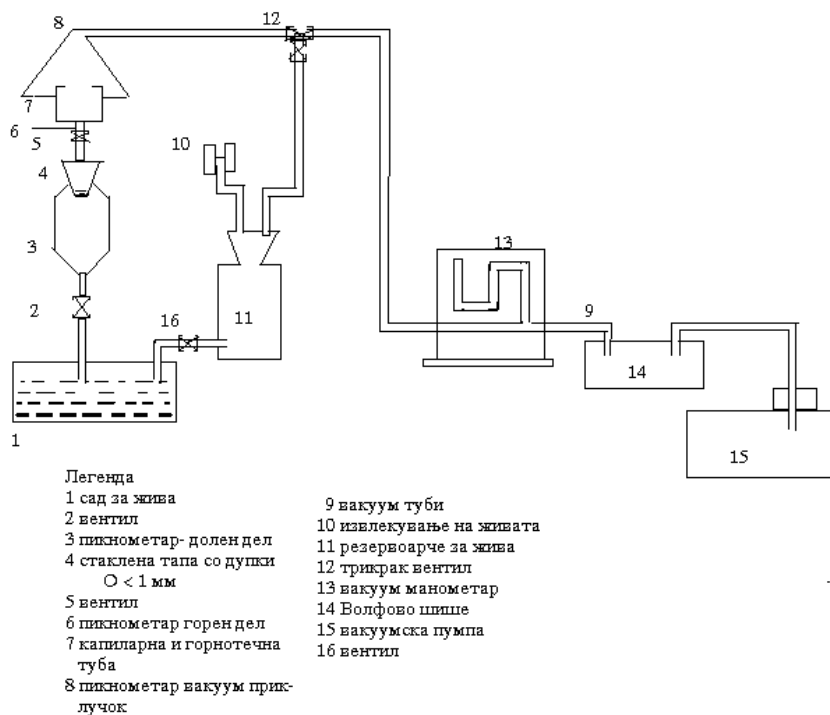 8
12
7
6
5
10
4
3
13
2
16
11
9
14
1
15
Легенда
1 сад за жива
2 вентил
3 пикнометар- долен дел
4 стаклена тапа со дупки
О < 1 мм
5 вентил
6 пикнометар горен дел
7 капиларна и горнотечна
туба
8 пикнометар вакуум прик-
лучок
9 вакуум туби
10 извлекување на живата
11 резервоарче за жива
12 трикрак вентил
13 вакуум манометар
14 Волфово шише
15 вакуумска пумпа
16 вентил